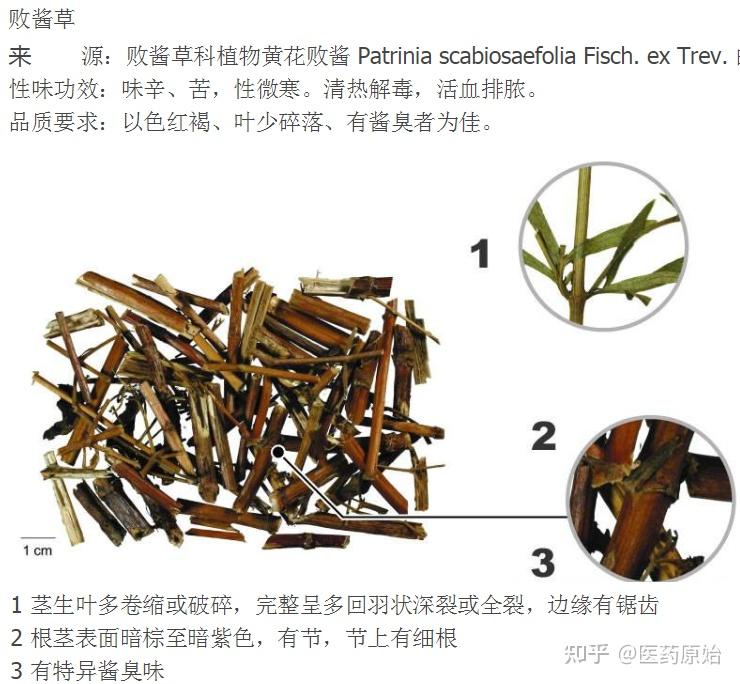 败酱草
来 源：败酱草科植物黄花败酱 Patrinia scabiosaefolia Fisch. ex Trev.
性味功效：味辛、苦，性微寒。清热解毒，活血排脓。
品质要求：以色红褐、叶少碎落、有酱臭者为佳。
1
2
3
1 cm
1 茎生叶多卷缩或破碎，完整呈多回羽状深裂或全裂，边缘有锯齿
2 根茎表面暗棕至暗紫色，有节，节上有细根
3 有特异酱臭味
知乎 @医药原始